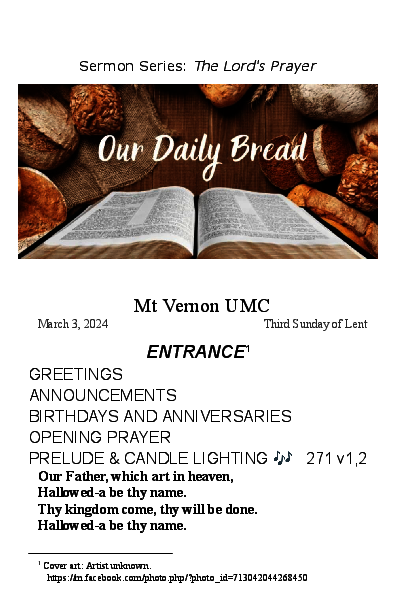 Sermon Series: The Lord's Prayer
Our Daily Bread
Mt Vernon UMC
March 3, 2024 Third Sunday of Lent
ENTRANCE¹
GREETINGS
ANNOUNCEMENTS
BIRTHDAYS AND ANNIVERSARIES
OPENING PRAYER
PRELUDE & CANDLE LIGHTING 🎶 271 v1,2
Our Father, which art in heaven,
Hallowed-a be thy name.
Thy kingdom come, thy will be done.
Hallowed-a be thy name.
¹ Cover art: Artist unknown.
https://m.facebook.com/photo.php/?photo_id=713042044268450